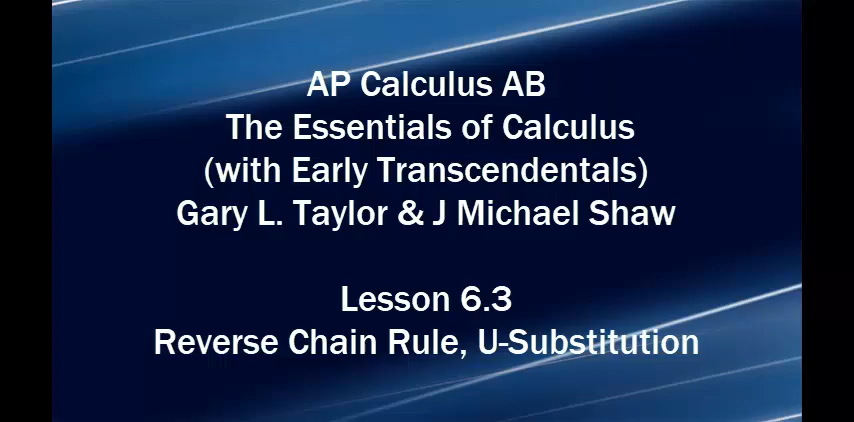 AP Calculus AB
The Essentials of Calculus
(with Early Transcendentals)
Gary L. Taylor & J Michael Shaw
Lesson 6.3
Reverse Chain Rule, U-Substitution